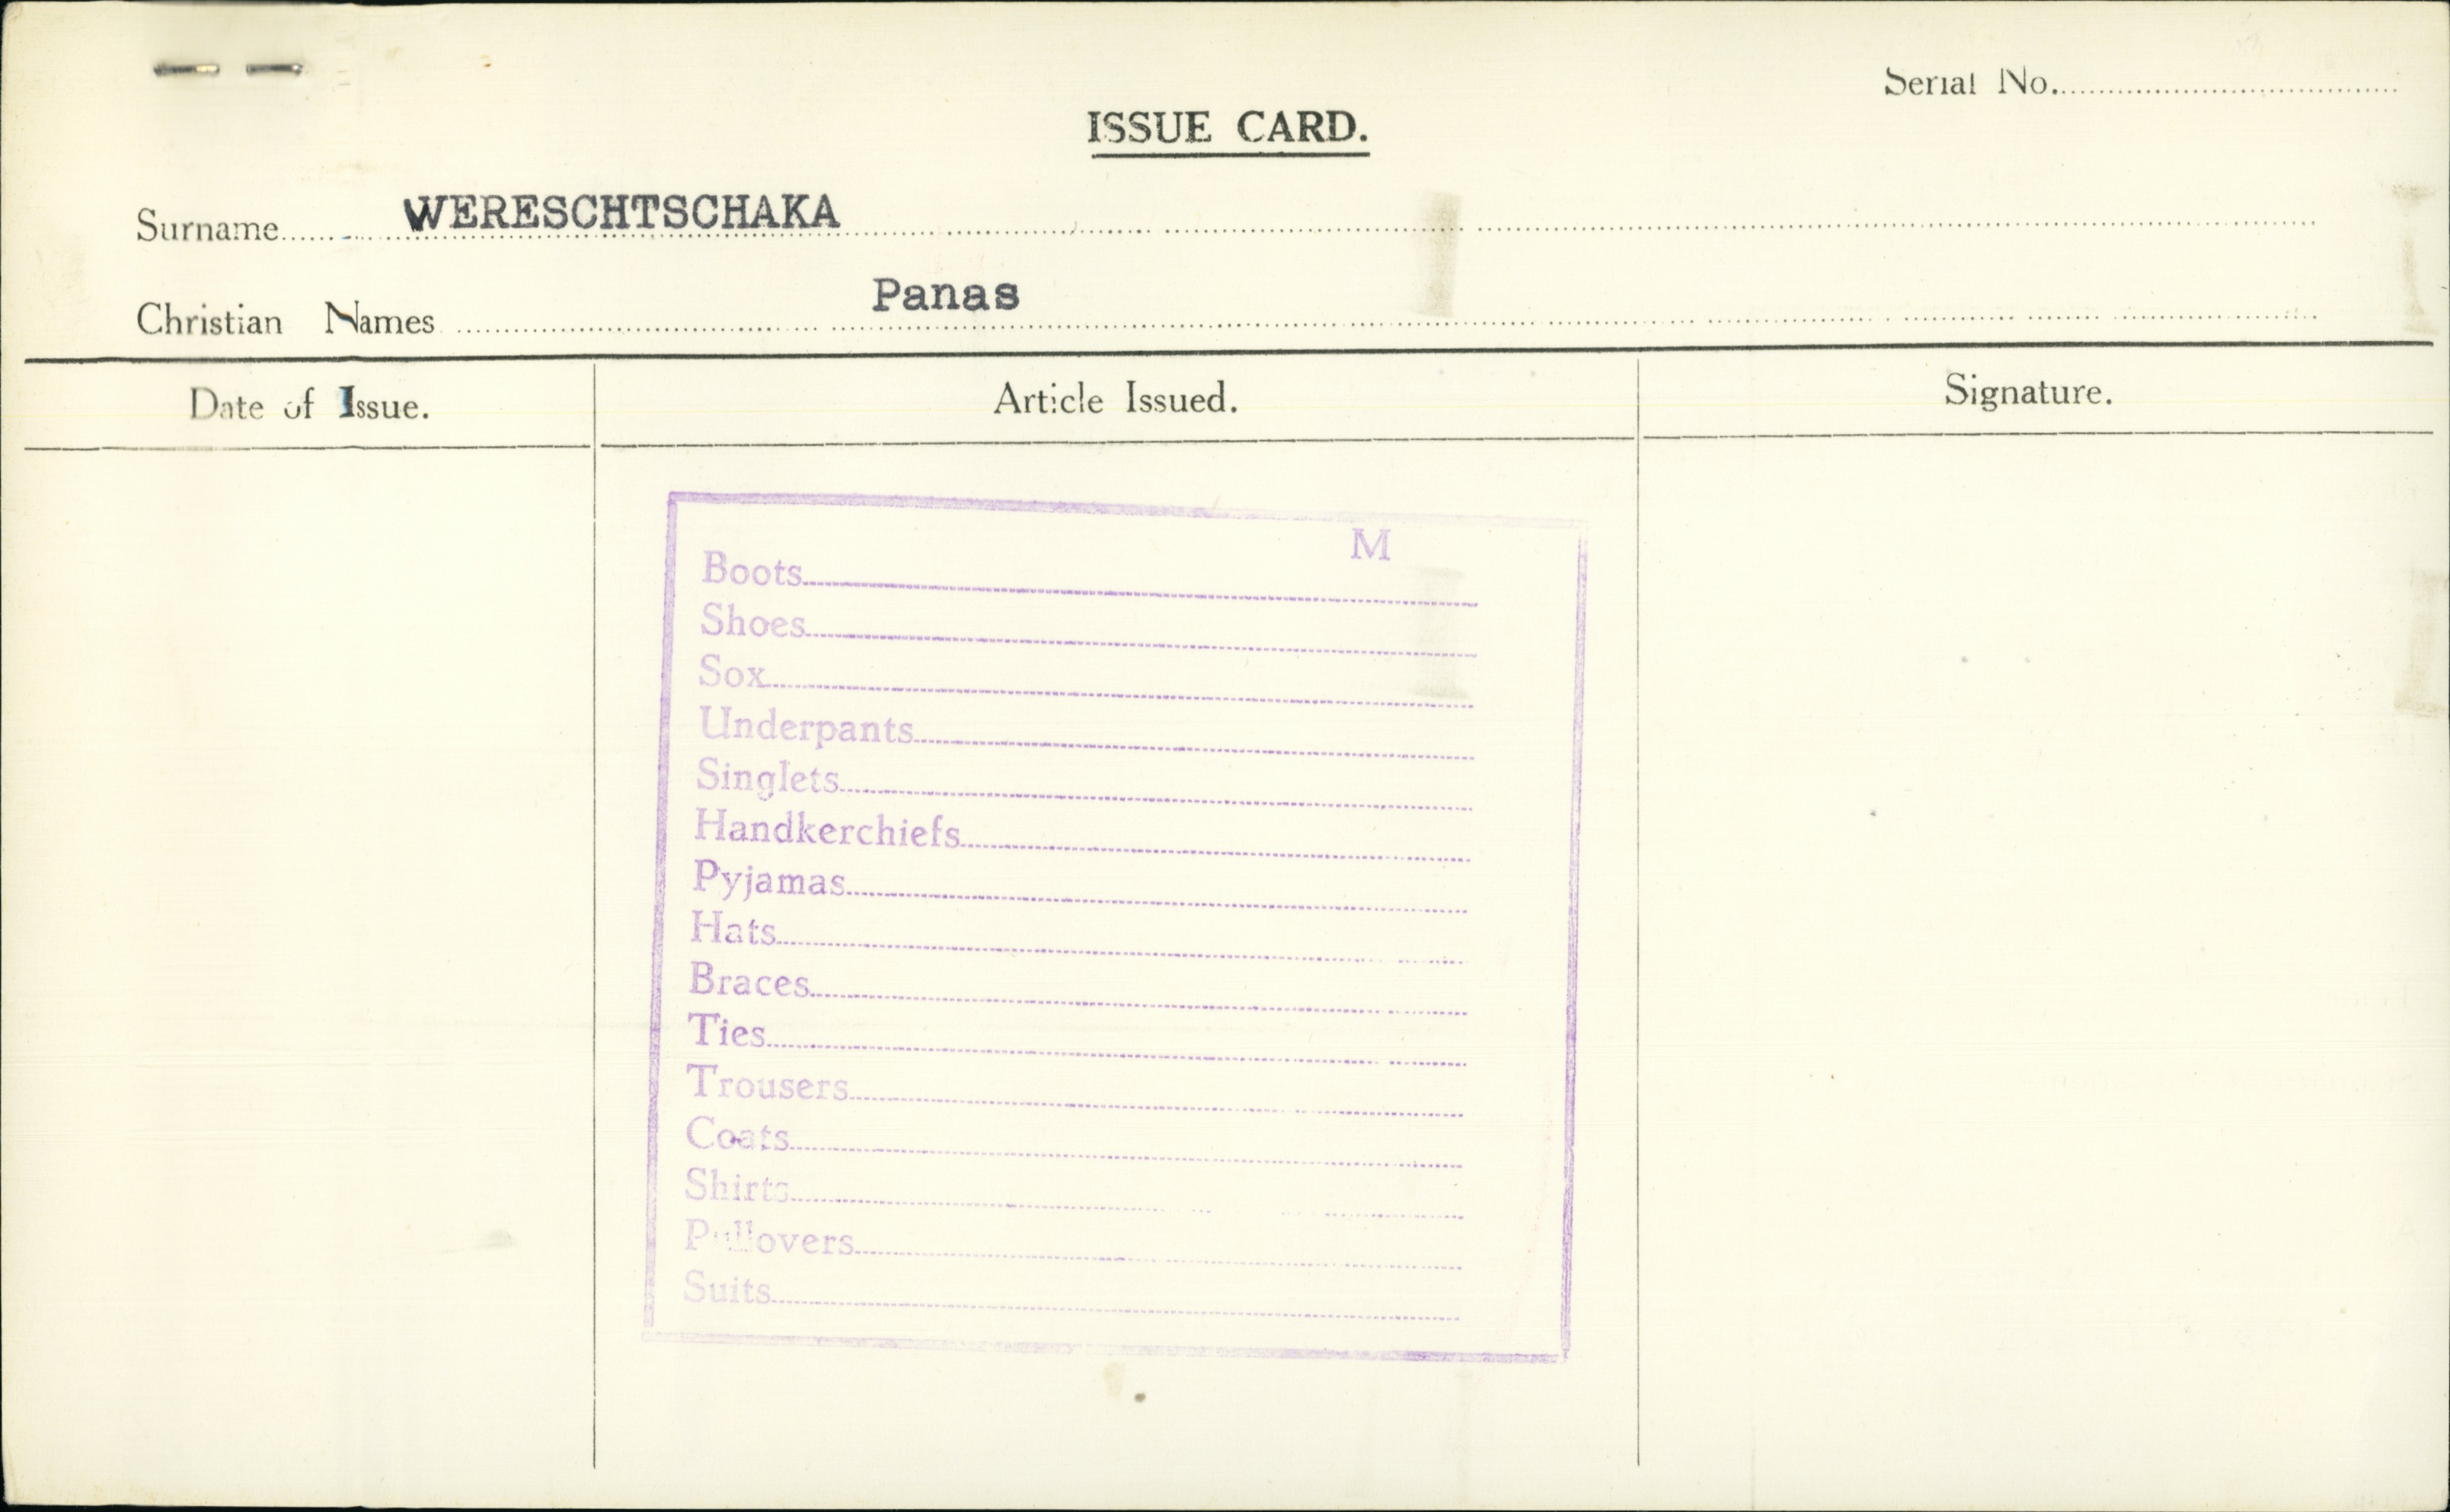 Serial No.
ISSUE CARD.
Surname WERESCHTSCHAKA
Christian Names Panas
Date of Issue. Article Issued. Signature.
M
Boots
Shoes
Sox
Underpants
Singlets
Handkerchiefs
Pyjamas
Hats
Braces
Ties
Trousers
Coats
Shirts
Pullovers
Suits